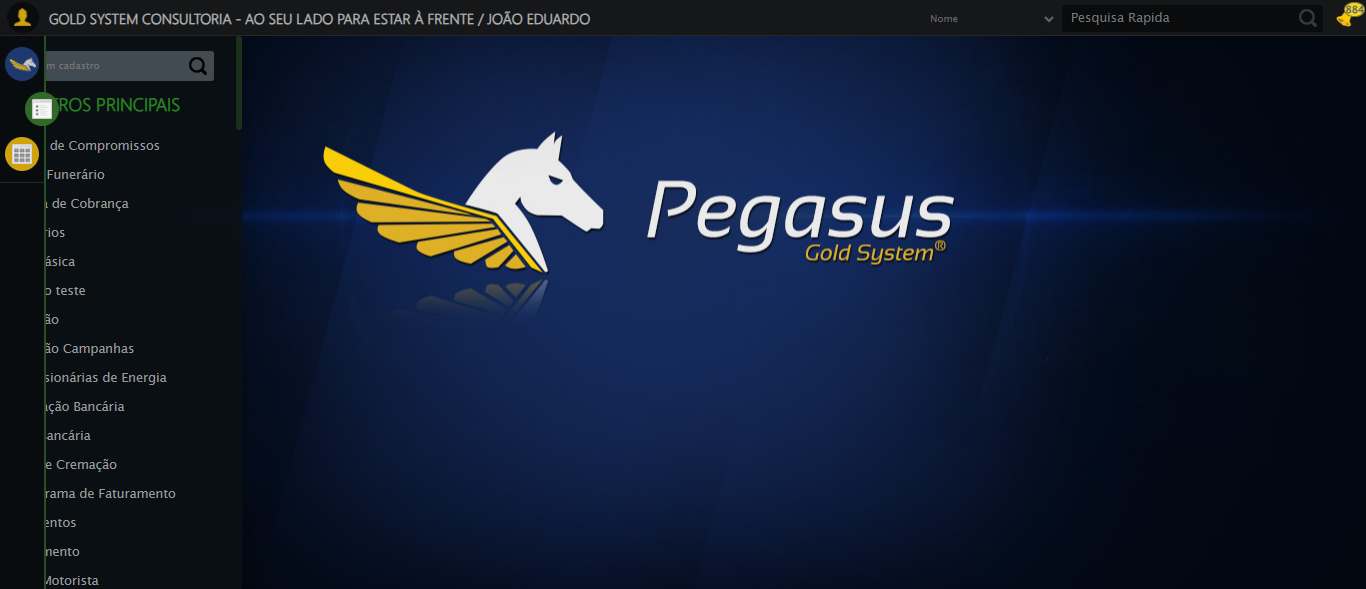 GOLD SYSTEM CONSULTORIA - AO SEU LADO PARA ESTAR À FRENTE / JOÃO EDUARDO
Nome
Pesquisa Rapida
884
m cadastro
TROS PRINCIPAIS
de Compromissos
Funerário
de Cobrança
rios
ásica
o teste
ão
ão Campanhas
sionárias de Energia
ação Bancária
ancária
e Cremação
rama de Faturamento
entos
mento
Motorista
Pegasus
Gold System®